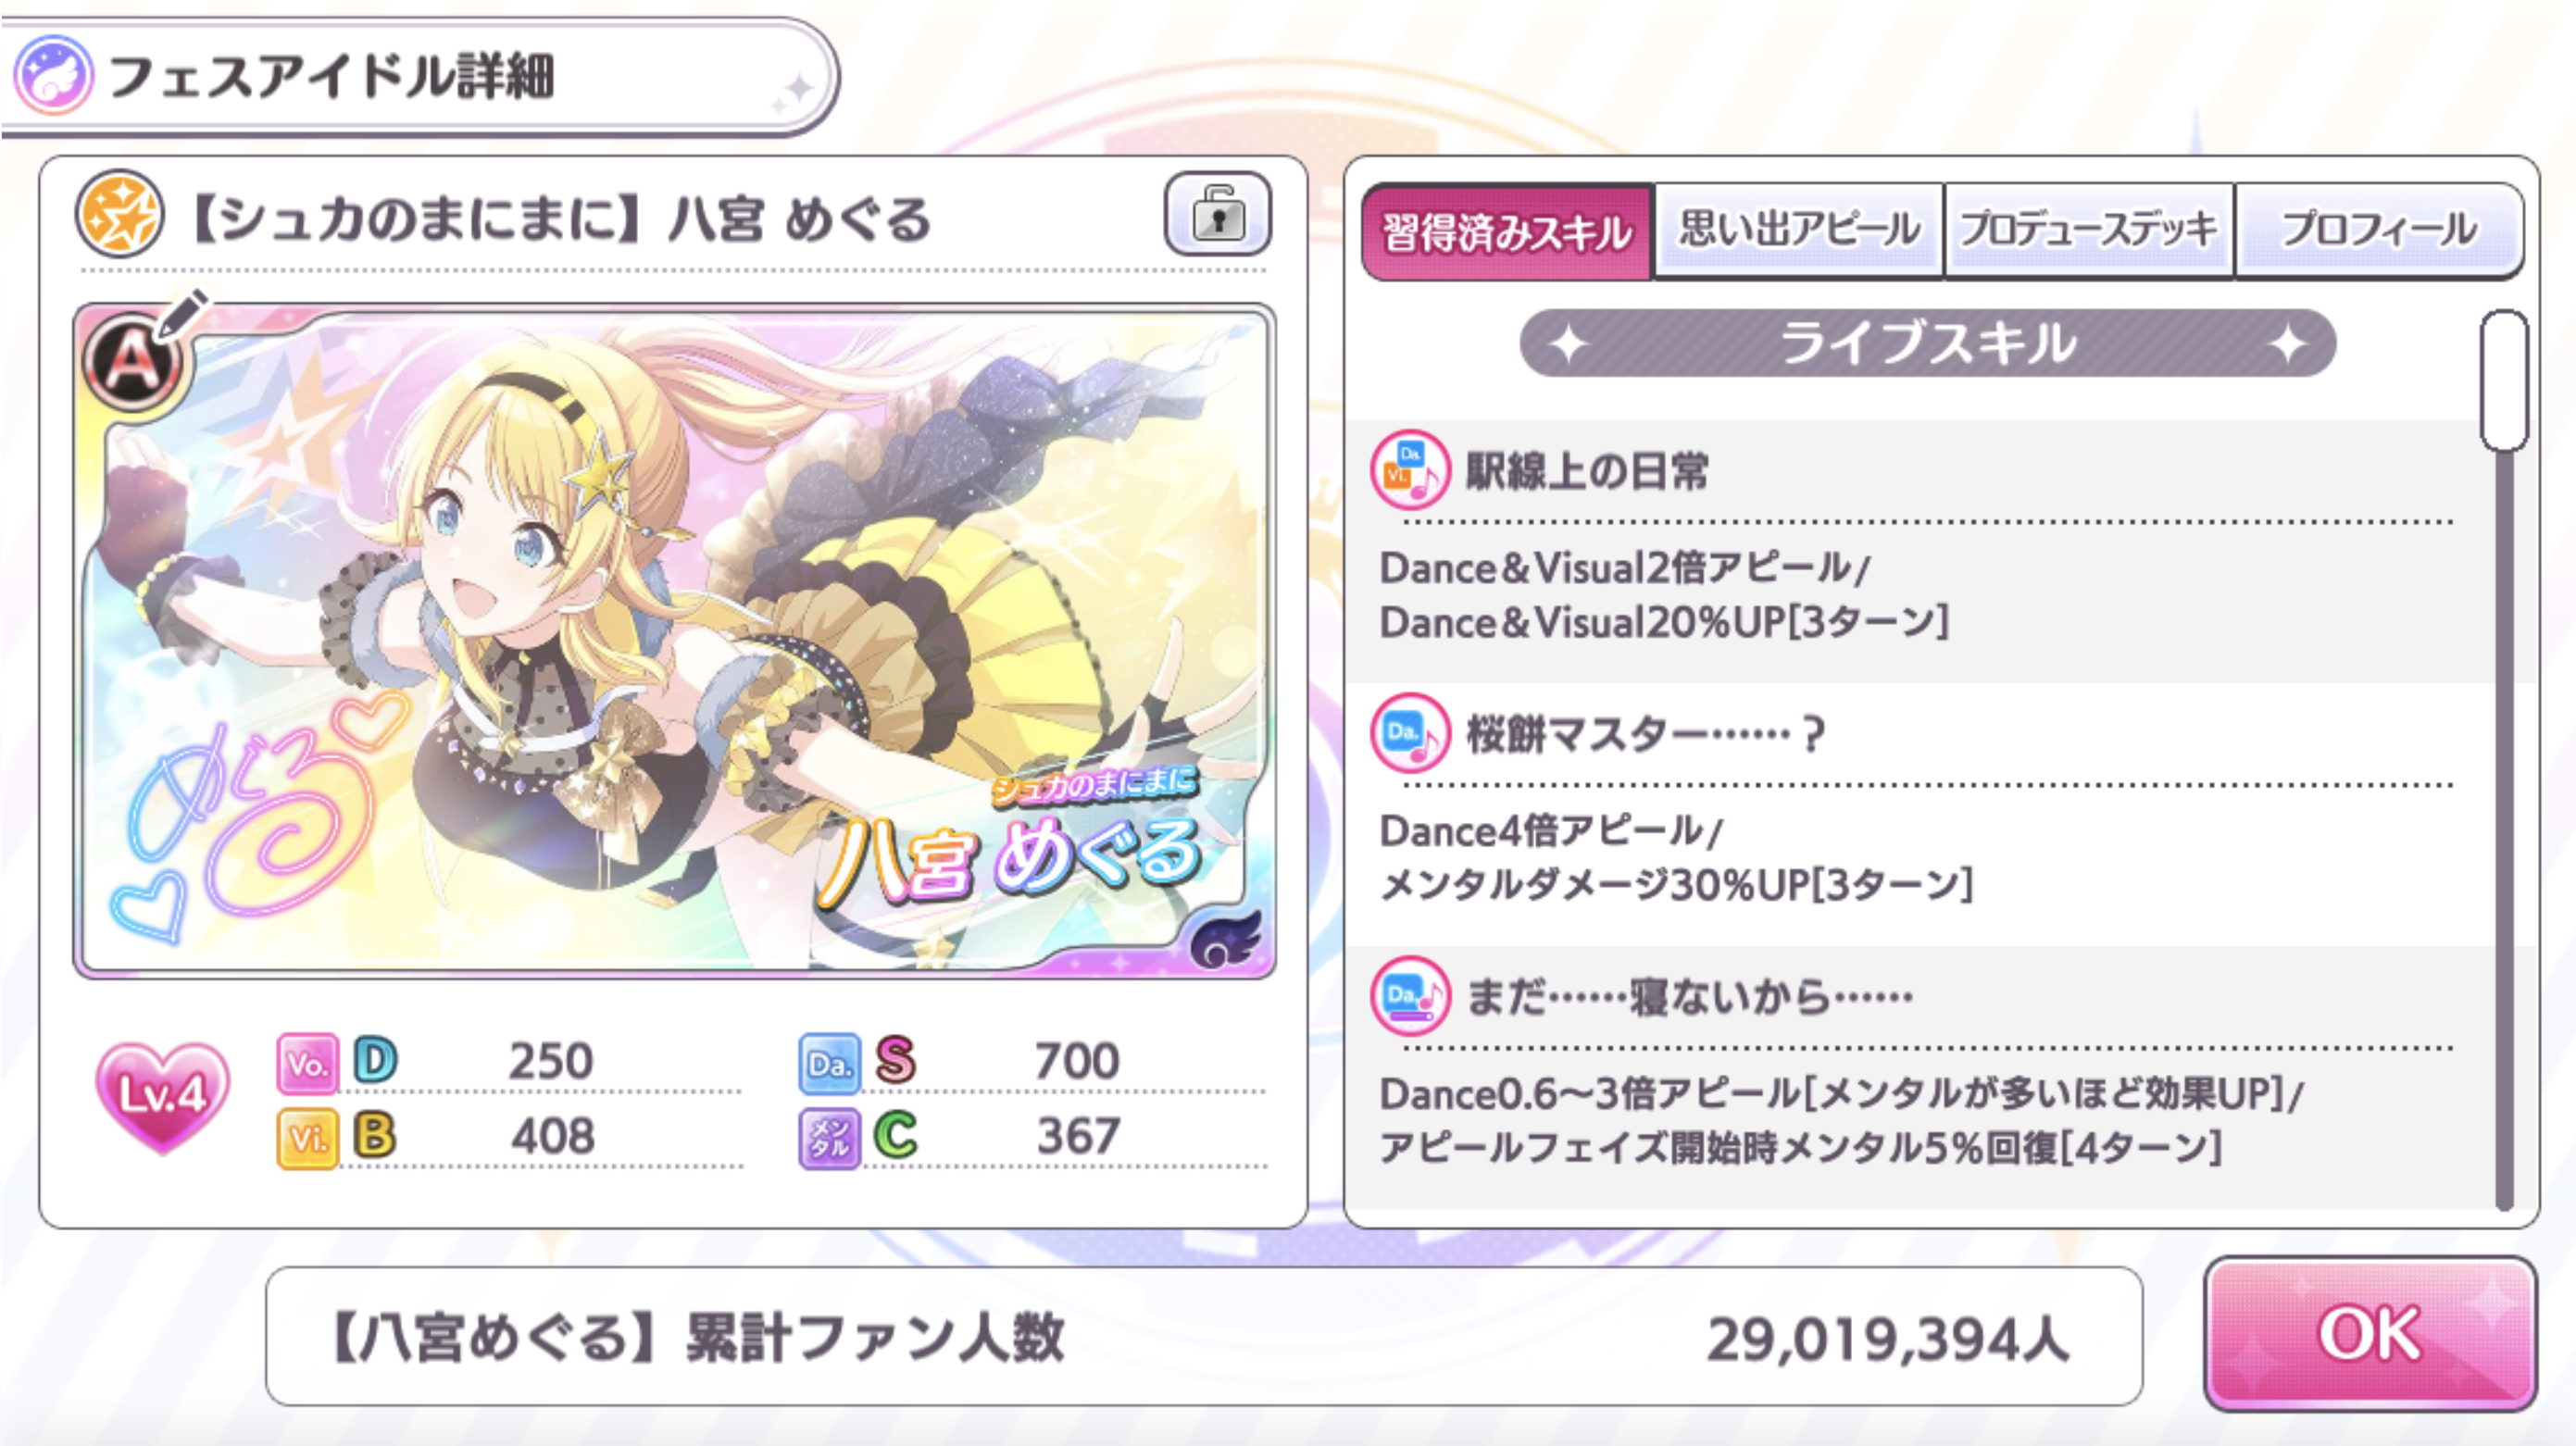 フェスアイドル詳細
【シュカのまにまに】八宮 めぐる
A
めぐる
シュカのまにまに
八宮 めぐる
Lv.4
Vo. D 250
Da. S 700
Vi. B 408
メンタル C 367
習得済みスキル
思い出アピール
プロデュースデッキ
プロフィール
ライブスキル
Da. Vi. 駅線上の日常
Dance&Visual2倍アピール/
Dance&Visual20%UP[3ターン]
Da. 桜餅マスター……？
Dance4倍アピール/
メンタルダメージ30%UP[3ターン]
Da. まだ……寝ないから……
Dance0.6～3倍アピール[メンタルが多いほど効果UP]/
アピールフェイズ開始時メンタル5%回復[4ターン]
【八宮めぐる】累計ファン人数 29,019,394人
OK